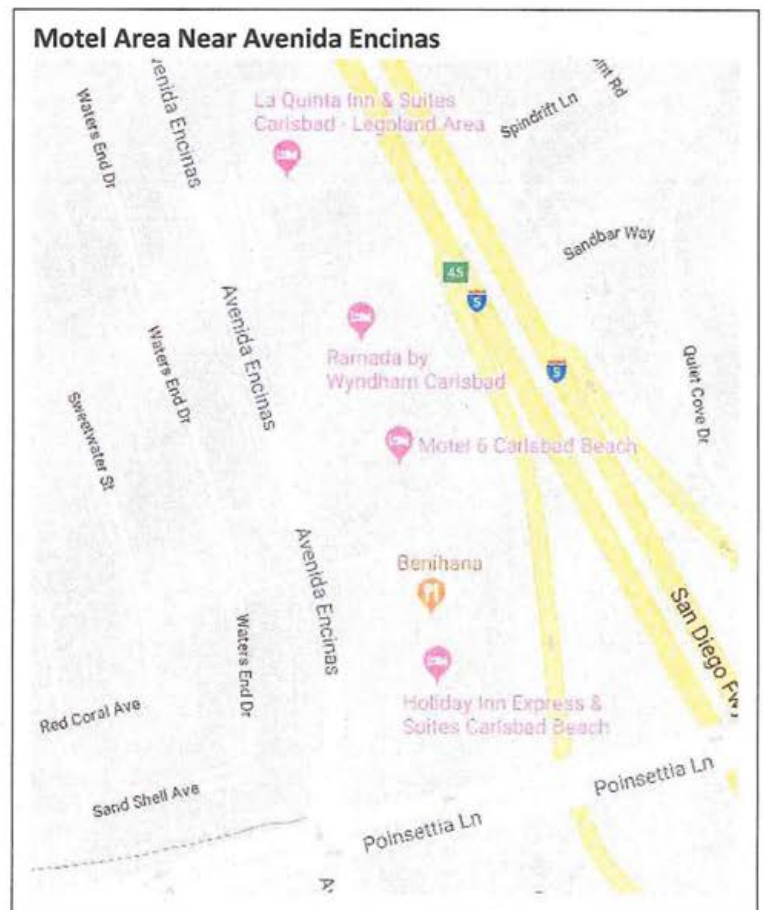 Motel Area Near Avenida Encinas
Avenida Encinas
Waters End Dr
La Quinta Inn & Suites
Carlsbad - Legoland Area
Spindrift Ln
Rd
Sandbar Way
45
5
Avenida Encinas
Waters End Dr
Ramada by
Wyndham Carlsbad
5
Quiet Cove Dr
Sweetwater St
Motel 6 Carlsbad Beach
Avenida Encinas
Benihana
San Diego Fwy
Waters End Dr
Holiday Inn Express &
Suites Carlsbad Beach
Red Coral Ave
Sand Shell Ave
Poinsettia Ln
Poinsettia Ln